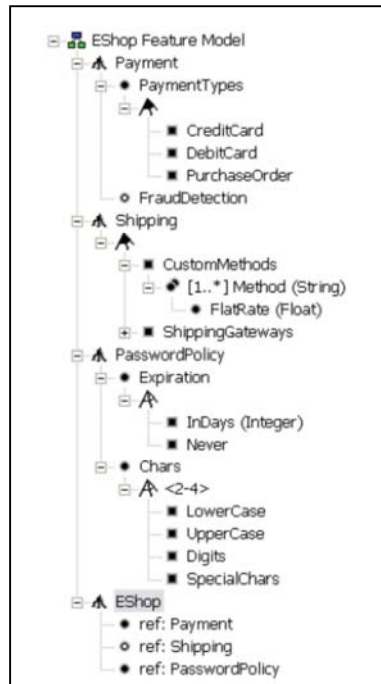 EShop Feature Model
Payment
PaymentTypes
CreditCard
DebitCard
PurchaseOrder
FraudDetection
Shipping
CustomMethods
[1..*] Method (String)
FlatRate (Float)
ShippingGateways
PasswordPolicy
Expiration
InDays (Integer)
Never
Chars
<2-4>
LowerCase
UpperCase
Digits
SpecialChars
EShop
ref: Payment
ref: Shipping
ref: PasswordPolicy